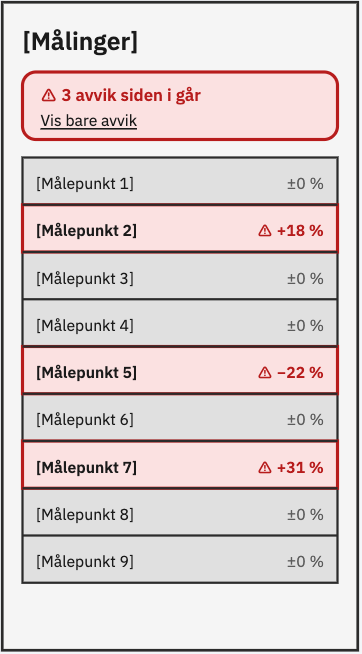 [Målinger]
3 avvik siden i går
Vis bare avvik
[Målepunkt 1] ±0 %
[Målepunkt 2] +18 %
[Målepunkt 3] ±0 %
[Målepunkt 4] ±0 %
[Målepunkt 5] −22 %
[Målepunkt 6] ±0 %
[Målepunkt 7] +31 %
[Målepunkt 8] ±0 %
[Målepunkt 9] ±0 %